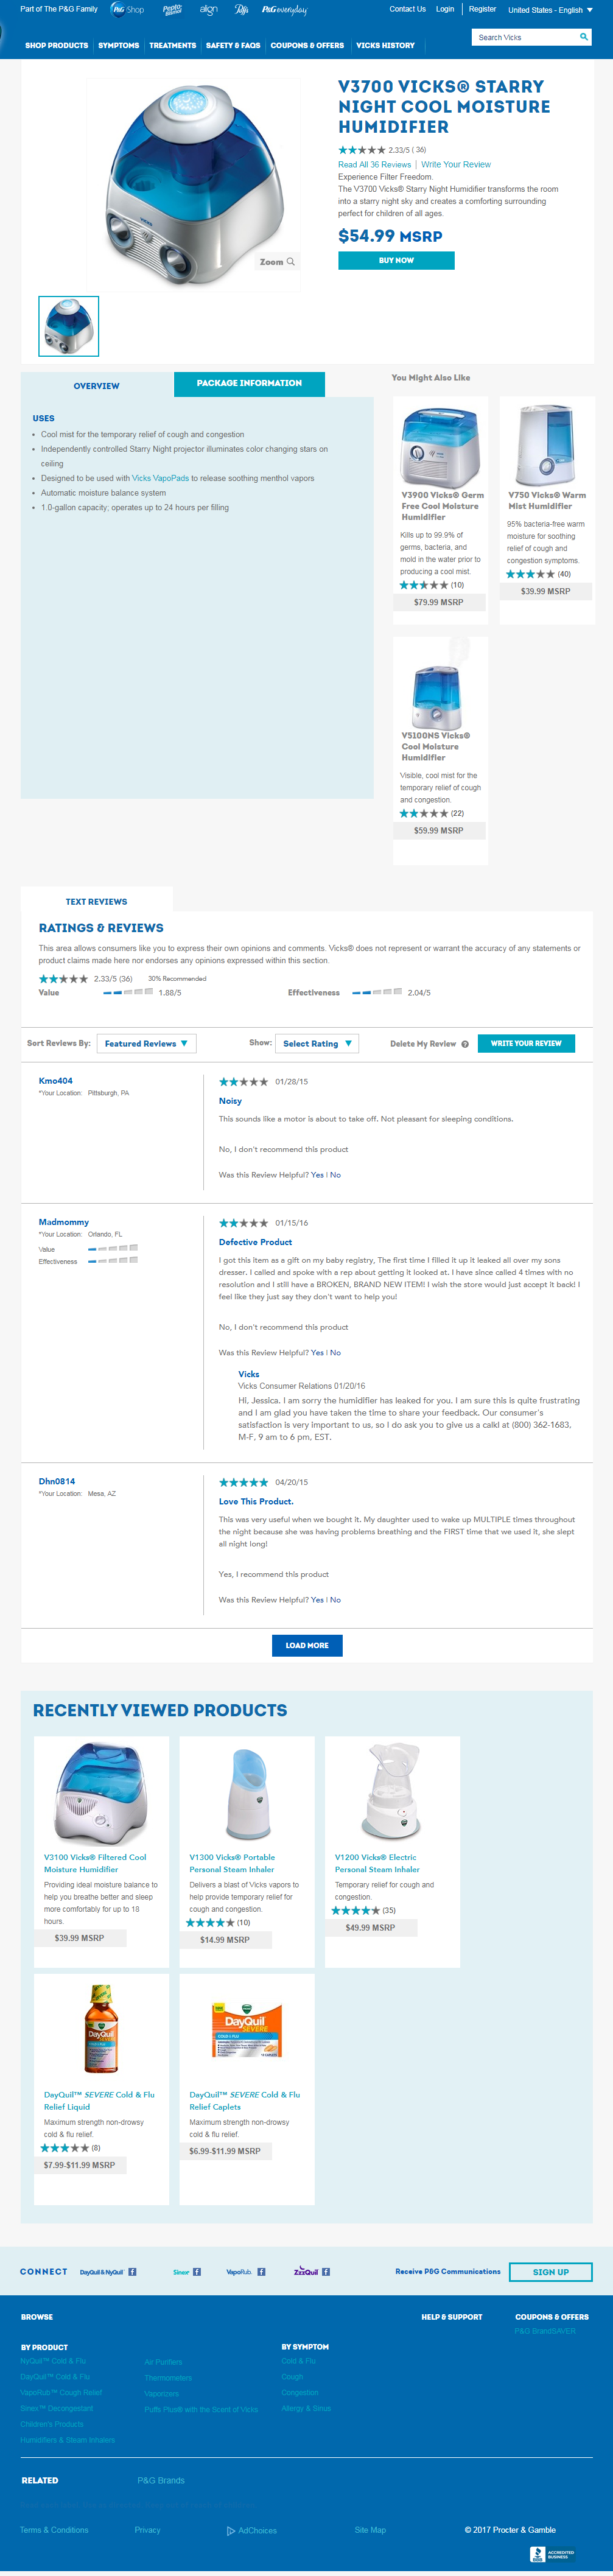 Part of The P&G Family
P&G Shop
Pepto-Bismol
align
Puffs
P&G everyday
Contact Us
Login
Register
United States - English
SHOP PRODUCTS
SYMPTOMS
TREATMENTS
SAFETY & FAQS
COUPONS & OFFERS
VICKS HISTORY
Search Vicks
V3700 VICKS® STARRY
NIGHT COOL MOISTURE
HUMIDIFIER
2.33/5 ( 36)
Read All 36 Reviews | Write Your Review
Experience Filter Freedom.
The V3700 Vicks® Starry Night Humidifier transforms the room
into a starry night sky and creates a comforting surrounding
perfect for children of all ages.
$54.99 MSRP
BUY NOW
Zoom
OVERVIEW
PACKAGE INFORMATION
USES
• Cool mist for the temporary relief of cough and congestion
• Independently controlled Starry Night projector illuminates color changing stars on
ceiling
• Designed to be used with Vicks VapoPads to release soothing menthol vapors
• Automatic moisture balance system
• 1.0-gallon capacity; operates up to 24 hours per filling
You Might Also Like
V3900 Vicks® Germ
Free Cool Moisture
Humidifier
Kills up to 99.9% of
germs, bacteria, and
mold in the water prior to
producing a cool mist.
(10)
$79.99 MSRP
V750 Vicks® Warm
Mist Humidifier
95% bacteria-free warm
moisture for soothing
relief of cough and
congestion symptoms.
(40)
$39.99 MSRP
V5100NS Vicks®
Cool Moisture
Humidifier
Visible, cool mist for the
temporary relief of cough
and congestion.
(22)
$59.99 MSRP
TEXT REVIEWS
RATINGS & REVIEWS
This area allows consumers like you to express their own opinions and comments. Vicks® does not represent or warrant the accuracy of any statements or
product claims made here nor endorses any opinions expressed within this section.
2.33/5 (36) 30% Recommended
Value 1.88/5 Effectiveness 2.04/5
Sort Reviews By: Featured Reviews Show: Select Rating Delete My Review WRITE YOUR REVIEW
Kmo404
*Your Location: Pittsburgh, PA
01/28/15
Noisy
This sounds like a motor is about to take off. Not pleasant for sleeping conditions.
No, I don't recommend this product
Was this Review Helpful? Yes | No
Madmommy
*Your Location: Orlando, FL
Value
Effectiveness
01/15/16
Defective Product
I got this item as a gift on my baby registry, The first time I filled it up it leaked all over my sons
dresser. I called and spoke with a rep about getting it looked at. I have since called 4 times with no
resolution and I still have a BROKEN, BRAND NEW ITEM! I wish the store would just accept it back! I
feel like they just say they don't want to help you!
No, I don't recommend this product
Was this Review Helpful? Yes | No
Vicks
Vicks Consumer Relations 01/20/16
Hi, Jessica. I am sorry the humidifier has leaked for you. I am sure this is quite frustrating
and I am glad you have taken the time to share your feedback. Our consumer's
satisfaction is very important to us, so I do ask you to give us a calld at (800) 362-1683,
M-F, 9 am to 6 pm, EST.
Dhn0814
*Your Location: Mesa, AZ
04/20/15
Love This Product.
This was very useful when we bought it. My daughter used to wake up MULTIPLE times throughout
the night because she was having problems breathing and the FIRST time that we used it, she slept
all night long!
Yes, I recommend this product
Was this Review Helpful? Yes | No
LOAD MORE
RECENTLY VIEWED PRODUCTS
V3100 Vicks® Filtered Cool
Moisture Humidifier
Providing ideal moisture balance to
help you breathe better and sleep
more comfortably for up to 18
hours.
$39.99 MSRP
V1300 Vicks® Portable
Personal Steam Inhaler
Delivers a blast of Vicks vapors to
help provide temporary relief for
cough and congestion.
(10)
$14.99 MSRP
V1200 Vicks® Electric
Personal Steam Inhaler
Temporary relief for cough and
congestion.
(35)
$49.99 MSRP
DayQuil
SEVERE
DayQuil™ SEVERE Cold & Flu
Relief Liquid
Maximum strength non-drowsy
cold & flu relief.
(8)
$7.99-$11.99 MSRP
DayQuil
SEVERE
COLD & FLU
DayQuil™ SEVERE Cold & Flu
Relief Caplets
Maximum strength non-drowsy
cold & flu relief.
$6.99-$11.99 MSRP
CONNECT
DayQuil & NyQuil
Sinex
VapoRub
ZzzQuil
Receive P&G Communications
SIGN UP
BROWSE
HELP & SUPPORT
COUPONS & OFFERS
P&G BrandSAVER
BY PRODUCT
NyQuil™ Cold & Flu
DayQuil™ Cold & Flu
VapoRub™ Cough Relief
Sinex™ Decongestant
Children's Products
Humidifiers & Steam Inhalers
Air Purifiers
Thermometers
Vaporizers
Puffs Plus® with the Scent of Vicks
BY SYMPTOM
Cold & Flu
Cough
Congestion
Allergy & Sinus
RELATED
P&G Brands
Terms & Conditions
Privacy
AdChoices
Site Map
© 2017 Procter & Gamble
BBB
ACCREDITED
BUSINESS